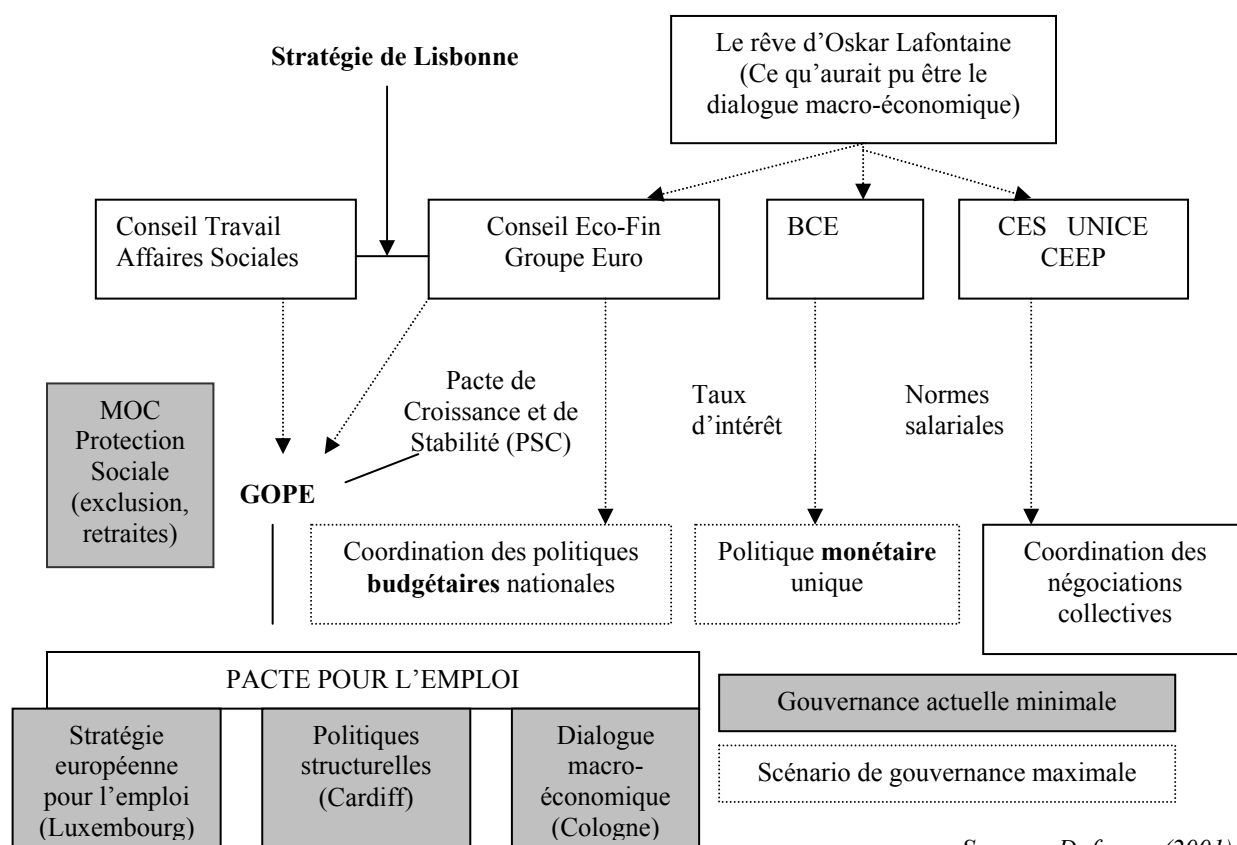 Stratégie de Lisbonne
Le rêve d’Oskar Lafontaine
(Ce qu’aurait pu être le
dialogue macro-économique)
Conseil Travail
Affaires Sociales
Conseil Eco-Fin
Groupe Euro
BCE
CES UNICE
CEEP
MOC
Protection
Sociale
(exclusion,
retraites)
Pacte de
Croissance et de
Stabilité (PSC)
Taux
d’intérêt
Normes
salariales
GOPE
Coordination des politiques
budgétaires nationales
Politique monétaire
unique
Coordination des
négociations
collectives
PACTE POUR L’EMPLOI
Stratégie
européenne
pour l’emploi
(Luxembourg)
Politiques
structurelles
(Cardiff)
Dialogue
macro-
économique
(Cologne)
Gouvernance actuelle minimale
Scénario de gouvernance maximale
(2001)